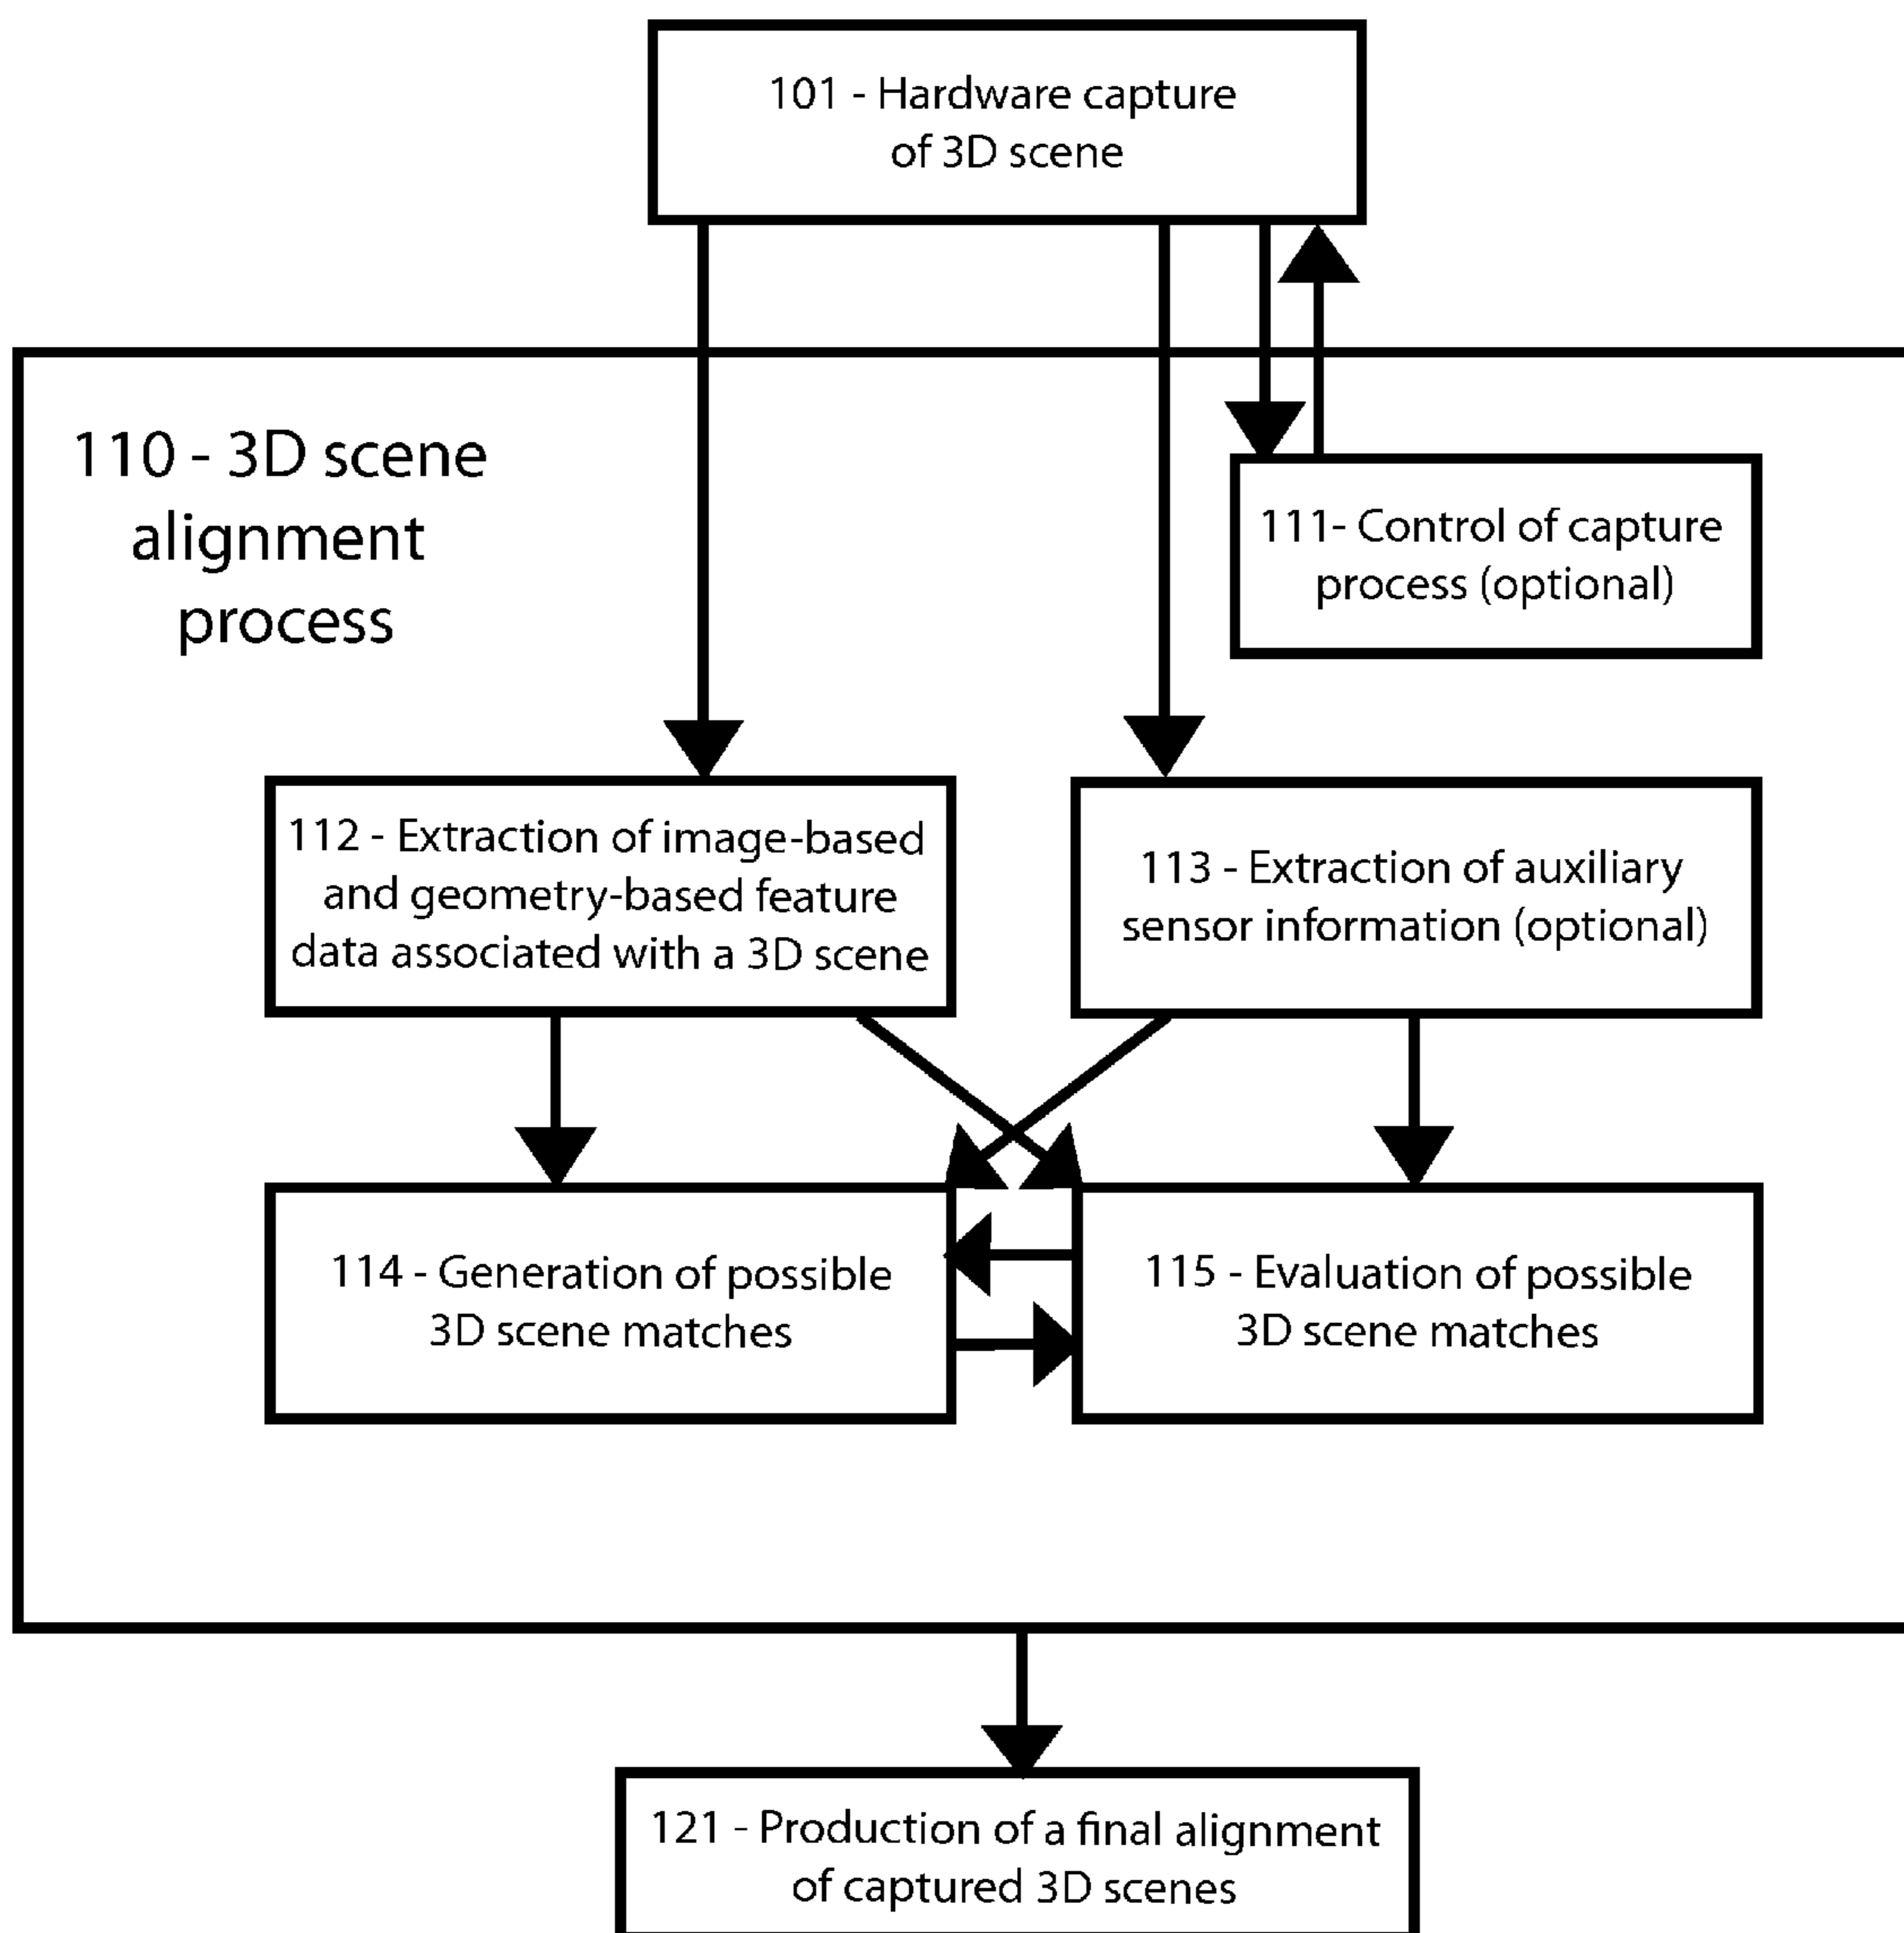 101 - Hardware capture
of 3D scene
110 - 3D scene
alignment
process
111- Control of capture
process (optional)
112 - Extraction of image-based
and geometry-based feature
data associated with a 3D scene
113 - Extraction of auxiliary
sensor information (optional)
114 - Generation of possible
3D scene matches
115 - Evaluation of possible
3D scene matches
121 - Production of a final alignment
of captured 3D scenes